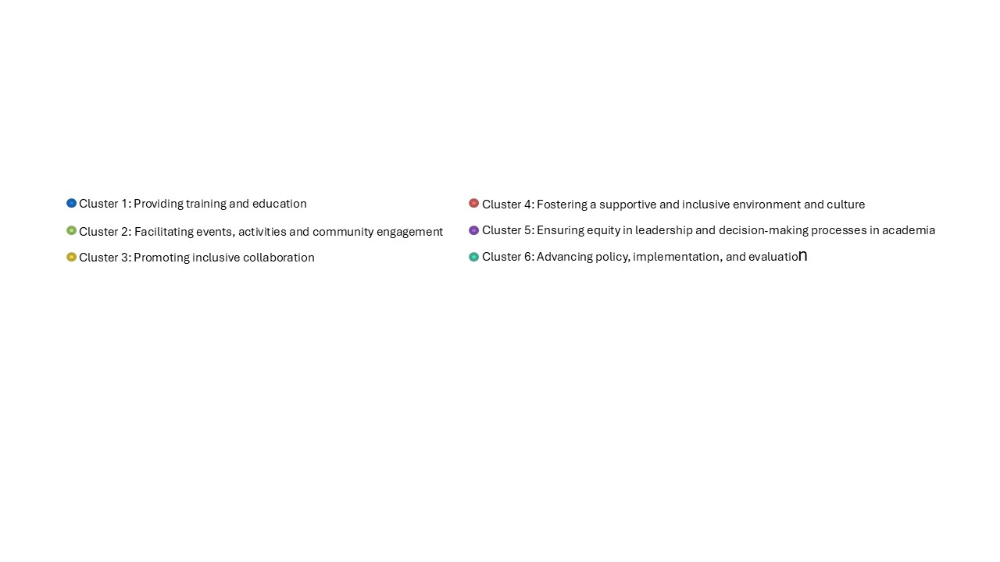 Cluster 1: Providing training and education
Cluster 2: Facilitating events, activities and community engagement
Cluster 3: Promoting inclusive collaboration
Cluster 4: Fostering a supportive and inclusive environment and culture
Cluster 5: Ensuring equity in leadership and decision-making processes in academia
Cluster 6: Advancing policy, implementation, and evaluation